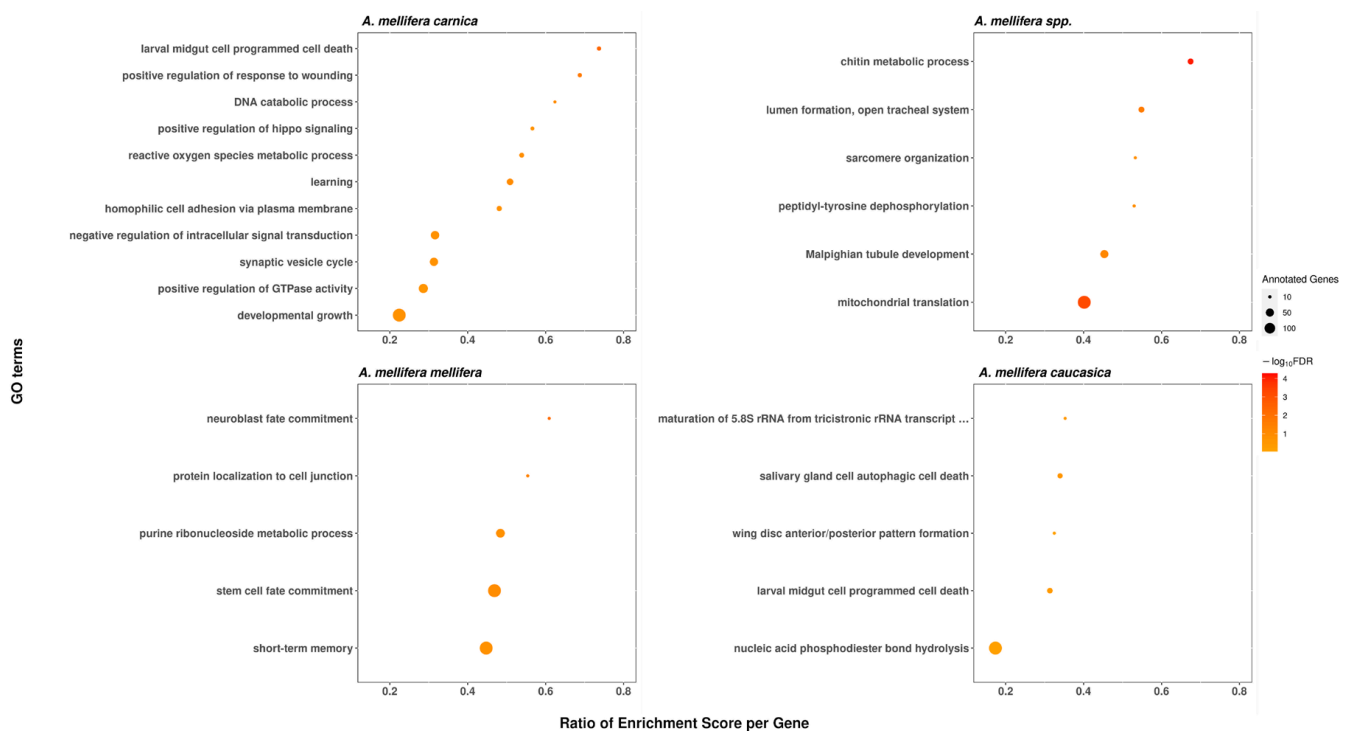 A. mellifera carnica
larval midgut cell programmed cell death
positive regulation of response to wounding
DNA catabolic process
positive regulation of hippo signaling
reactive oxygen species metabolic process
learning
homophilic cell adhesion via plasma membrane
negative regulation of intracellular signal transduction
synaptic vesicle cycle
positive regulation of GTPase activity
developmental growth
0.2 0.4 0.6 0.8
A. mellifera spp.
chitin metabolic process
lumen formation, open tracheal system
sarcomere organization
peptidyl-tyrosine dephosphorylation
Malpighian tubule development
mitochondrial translation
0.2 0.4 0.6 0.8
A. mellifera mellifera
neuroblast fate commitment
protein localization to cell junction
purine ribonucleoside metabolic process
stem cell fate commitment
short-term memory
0.2 0.4 0.6 0.8
A. mellifera caucasica
maturation of 5.8S rRNA from tricistronic rRNA transcript ...
salivary gland cell autophagic cell death
wing disc anterior/posterior pattern formation
larval midgut cell programmed cell death
nucleic acid phosphodiester bond hydrolysis
0.2 0.4 0.6 0.8
GO terms
Ratio of Enrichment Score per Gene
Annotated Genes
10
50
100
− log₁₀FDR
4
3
2
1